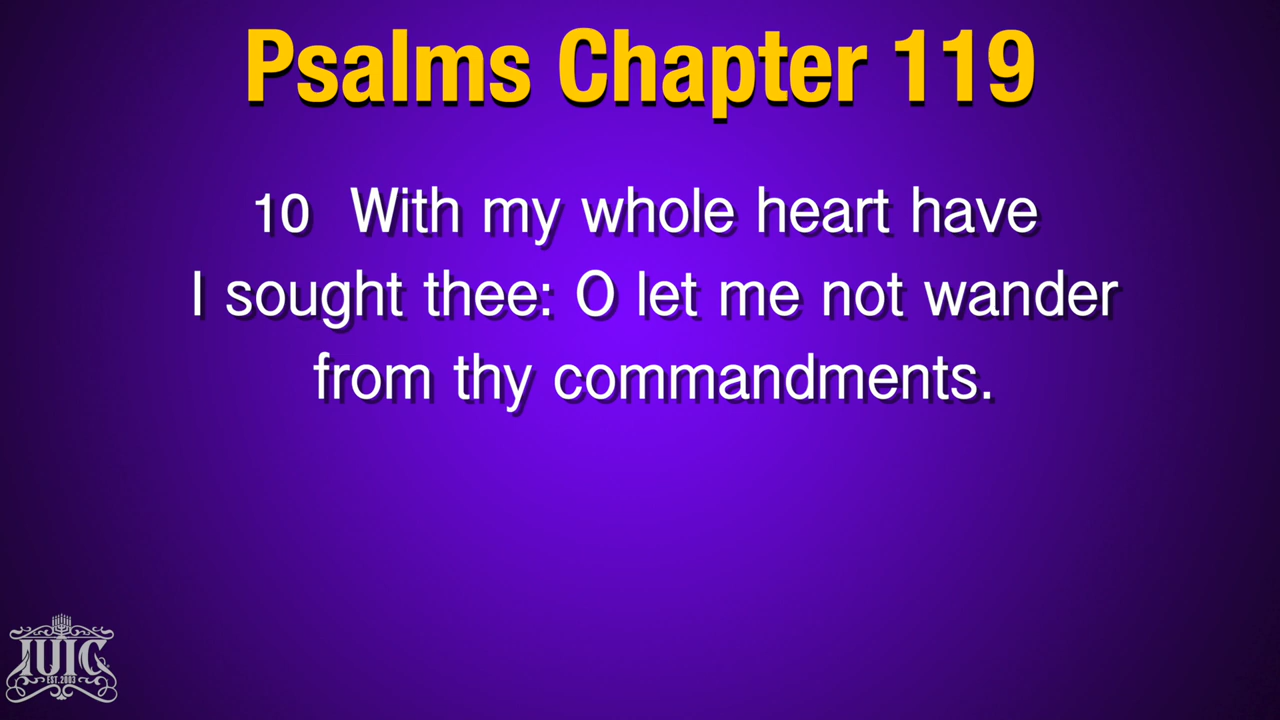 Psalms Chapter 119
10 With my whole heart have
I sought thee: O let me not wander
from thy commandments.
IUIC
EST. 2003